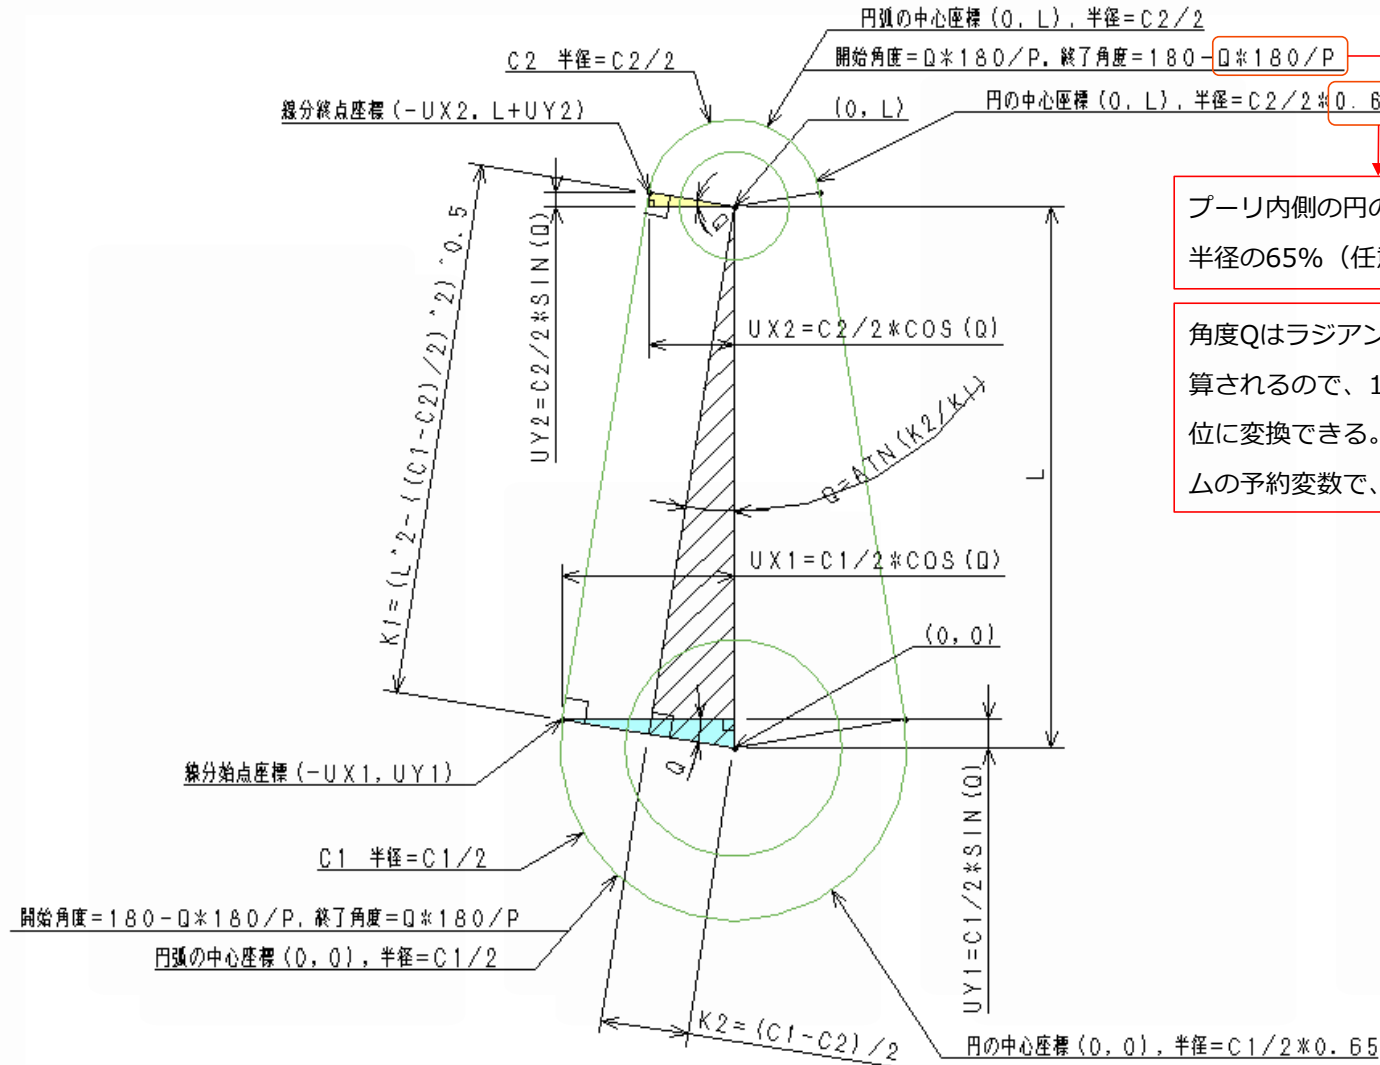 円弧の中心座標(0,L),半径=C2/2
C2 半径=C2/2
開始角度=Q*180/P,終了角度=180-Q*180/P
線分終点座標(-UX2,L+UY2)
(0,L)
円の中心座標(0,L),半径=C2/2*0.6
プーリ内側の円の
半径の65%(任
角度Qはラジアン
算されるので、1
位に変換できる。
ムの予約変数で、
Q
UY2=C2/2*SIN(Q)
K1=(L^2-((C1-C2)/2)^2)^0.5
UX2=C2/2*COS(Q)
Q=ATN(K2/K1)
L
UX1=C1/2*COS(Q)
(0,0)
線分始点座標(-UX1,UY1)
Q
UY1=C1/2*SIN(Q)
C1 半径=C1/2
開始角度=180-Q*180/P,終了角度=Q*180/P
円弧の中心座標(0,0),半径=C1/2
K2=(C1-C2)/2
円の中心座標(0,0),半径=C1/2*0.65